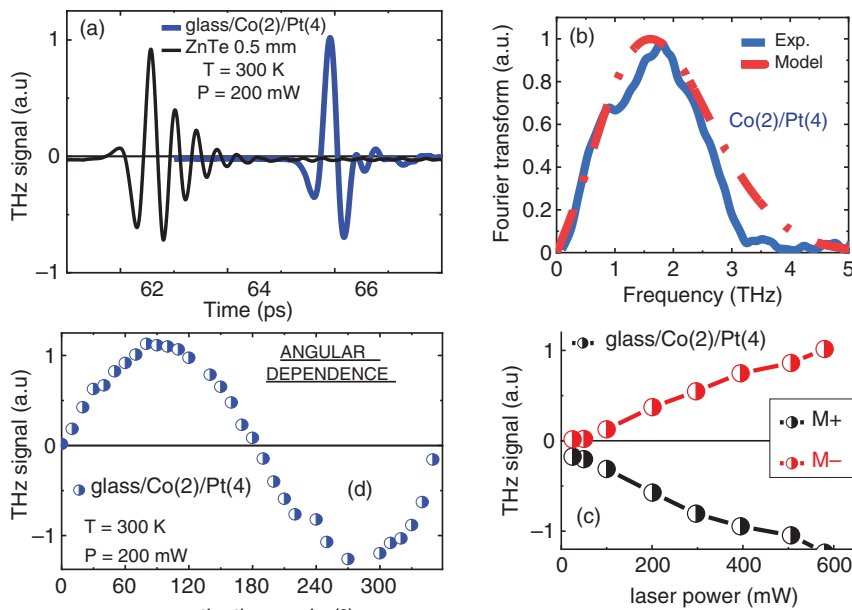 (a)
glass/Co(2)/Pt(4)
ZnTe 0.5 mm
T = 300 K
P = 200 mW
THz signal (a.u)
1
0
−1
62
64
66
Time (ps)
(b)
Exp.
Model
Co(2)/Pt(4)
Fourier transform (a.u.)
1
0.8
0.6
0.4
0.2
0
0
1
2
3
4
5
Frequency (THz)
ANGULAR
DEPENDENCE
THz signal (a.u)
1
0
−1
glass/Co(2)/Pt(4)
(d)
T = 300 K
P = 200 mW
0
60
120
180
240
300
glass/Co(2)/Pt(4)
THz signal (a.u)
1
0
−1
M+
M−
(c)
0
100
200
300
400
500
600
laser power (mW)